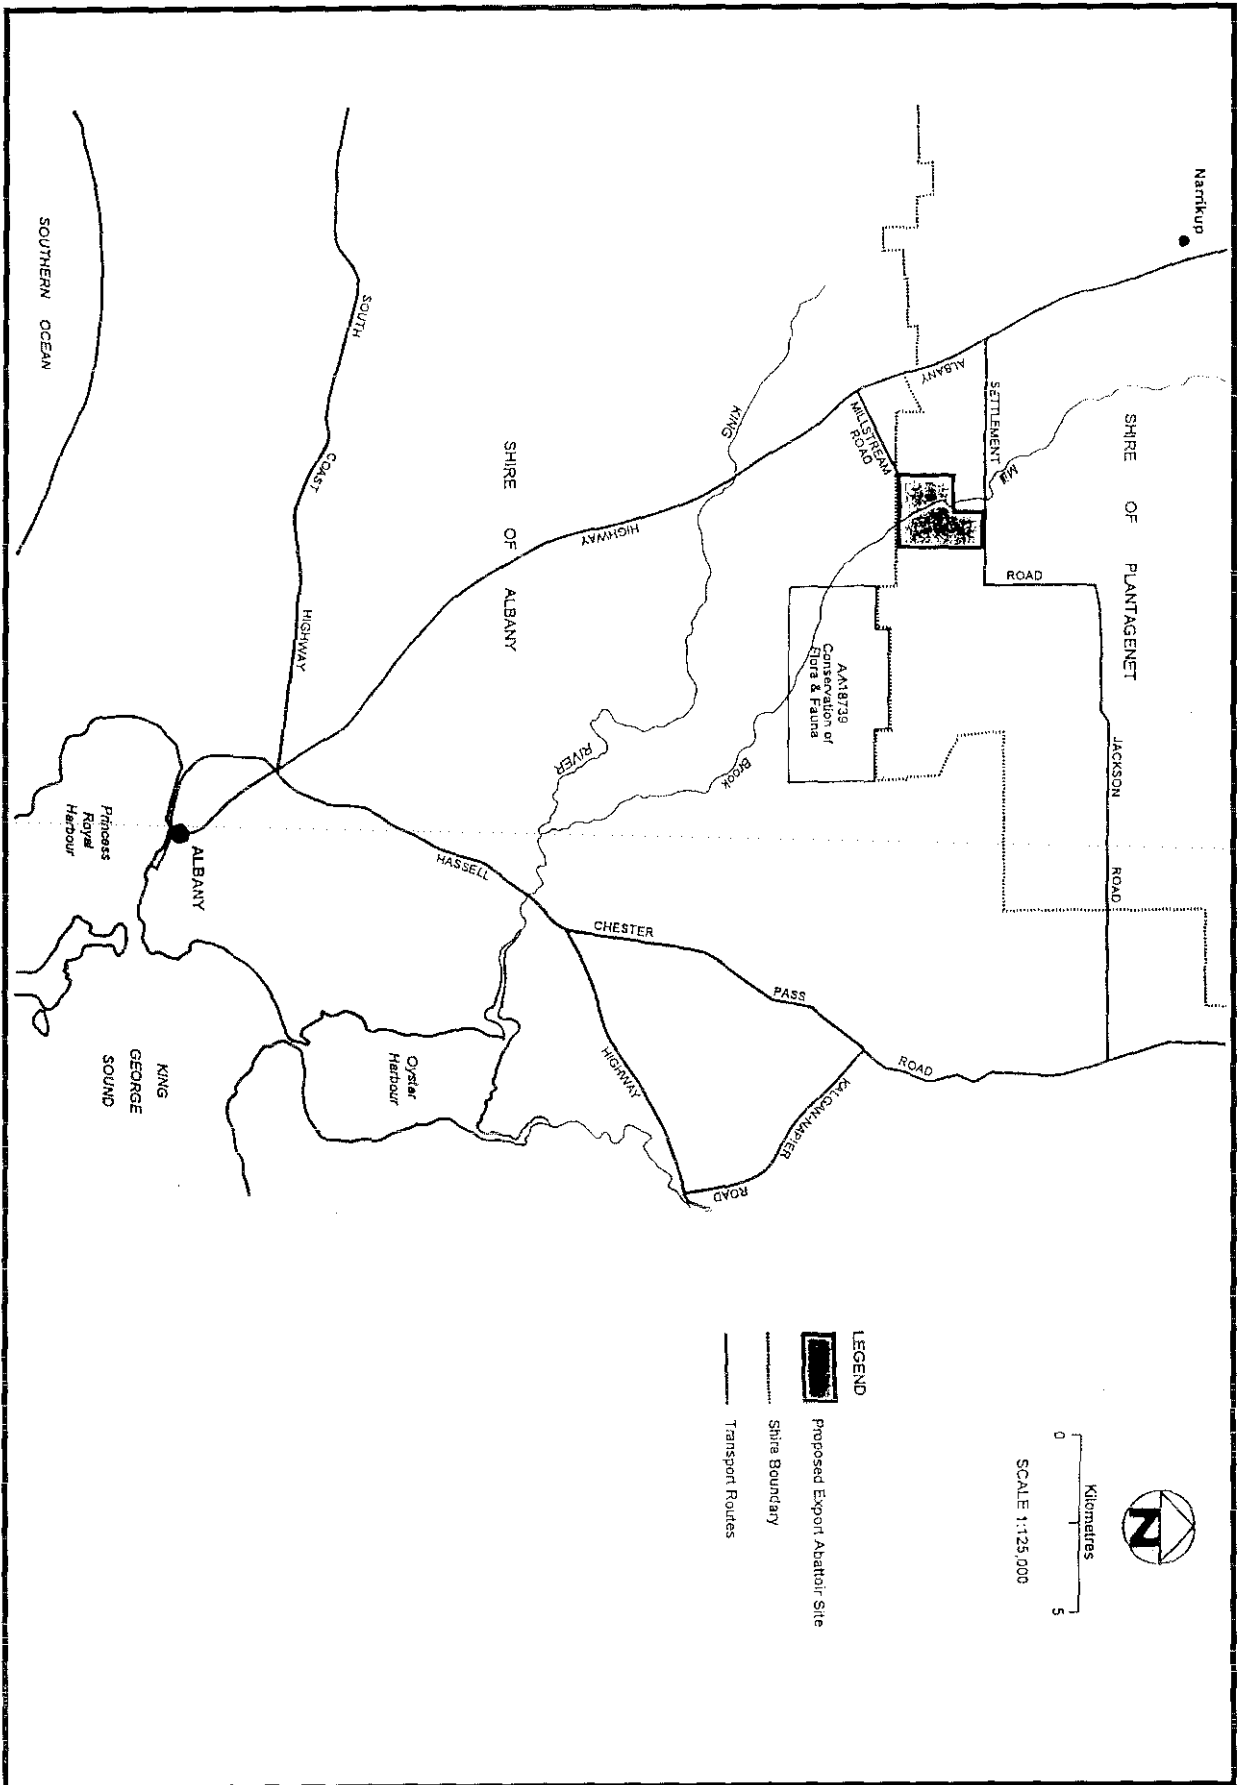 Narrikup
SHIRE OF PLANTAGENET
SETTLEMENT
ROAD
JACKSON
ROAD
ALBANY
MILLSTREAM
ROAD
Mill
Brook
A/A18739
Conservation of
Flora & Fauna
KING
RIVER
HIGHWAY
SHIRE OF ALBANY
SOUTH
COAST
HIGHWAY
SOUTHERN OCEAN
HASSELL
HIGHWAY
CHESTER
PASS
ROAD
KALGAN-NAPIER
ROAD
ALBANY
Princess
Royal
Harbour
Oyster
Harbour
KING
GEORGE
SOUND
LEGEND
Proposed Export Abattoir Site
Shire Boundary
Transport Routes
N
Kilometres
0 5
SCALE 1:125,000